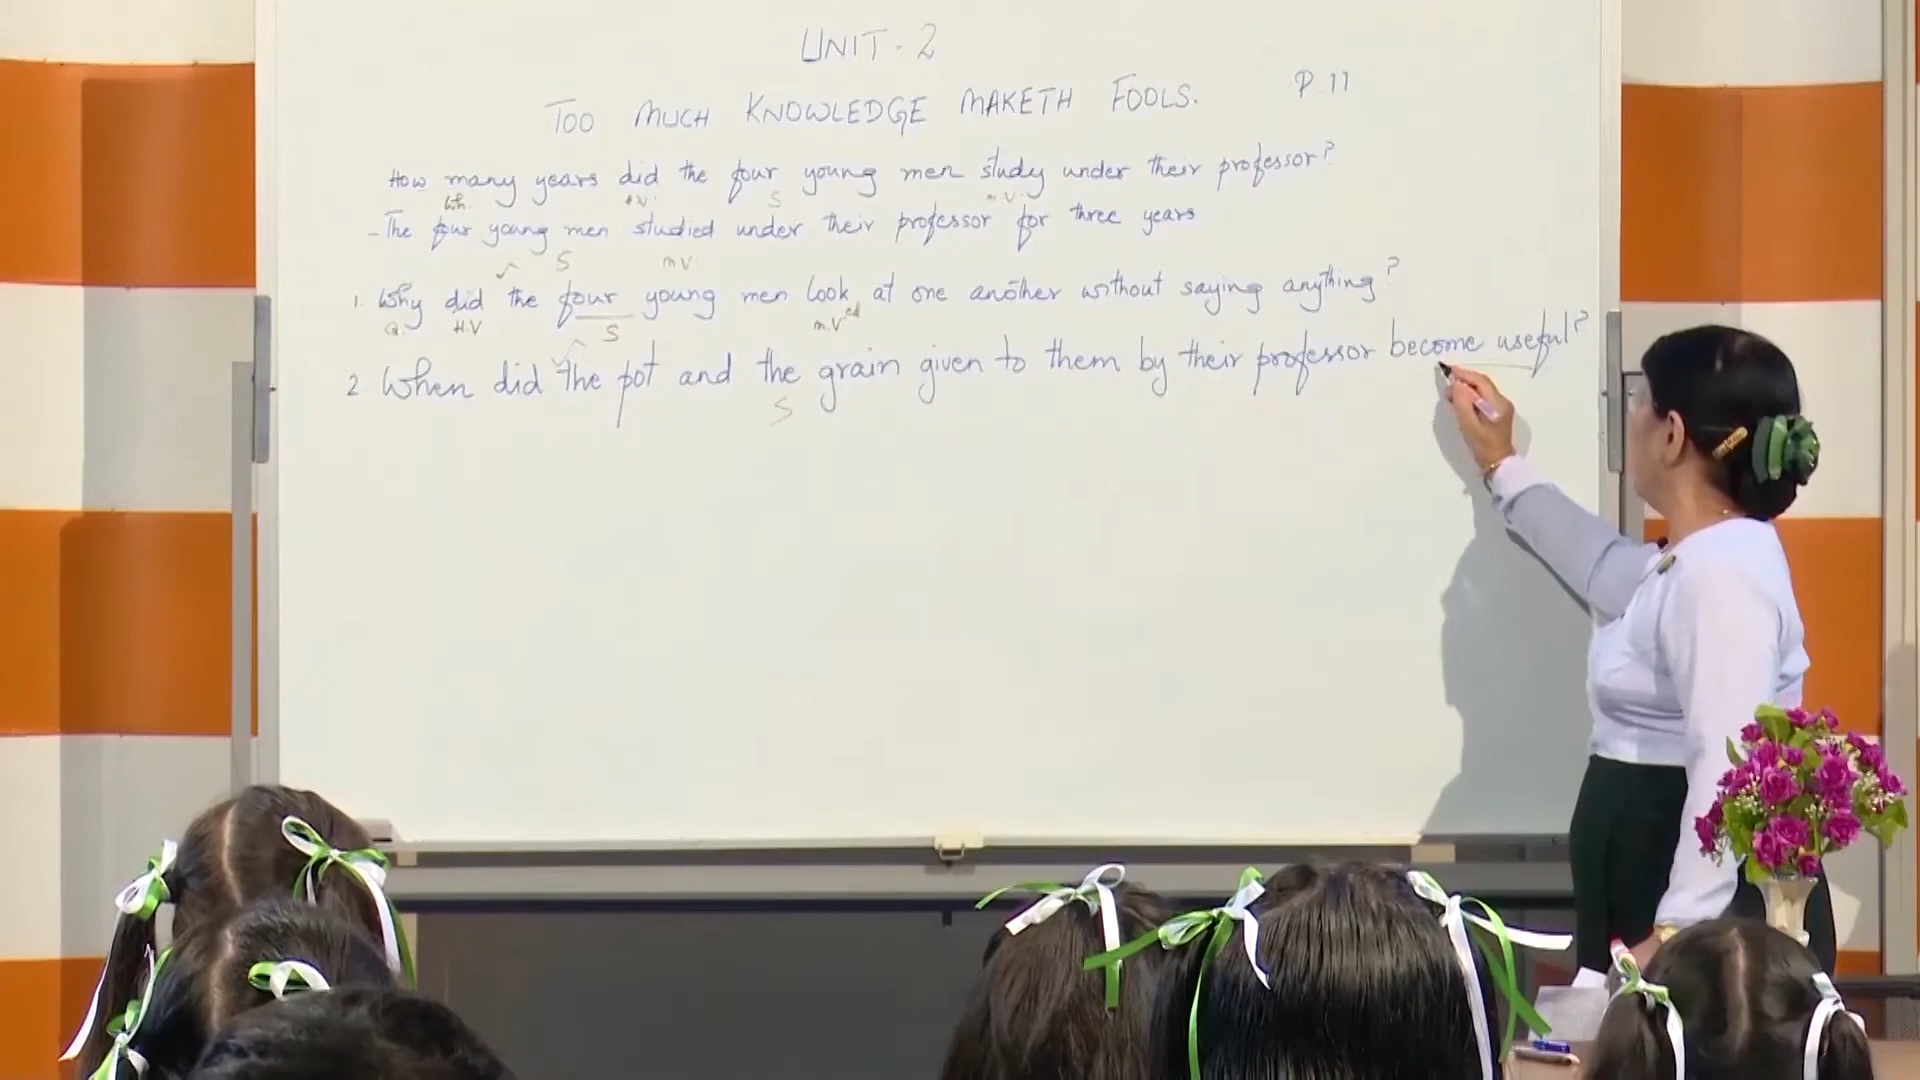 UNIT. 2
TOO MUCH KNOWLEDGE MAKETH FOOLS. P.11
How many years did the four young men study under their professor?
Wh. H.V. S m.V.
- The four young men studied under their professor for three years
S m.V.
1. Why did the four young men look at one another without saying anything?
Q. H.V S m.V ed
2. When did the pot and the grain given to them by their professor become useful?
S